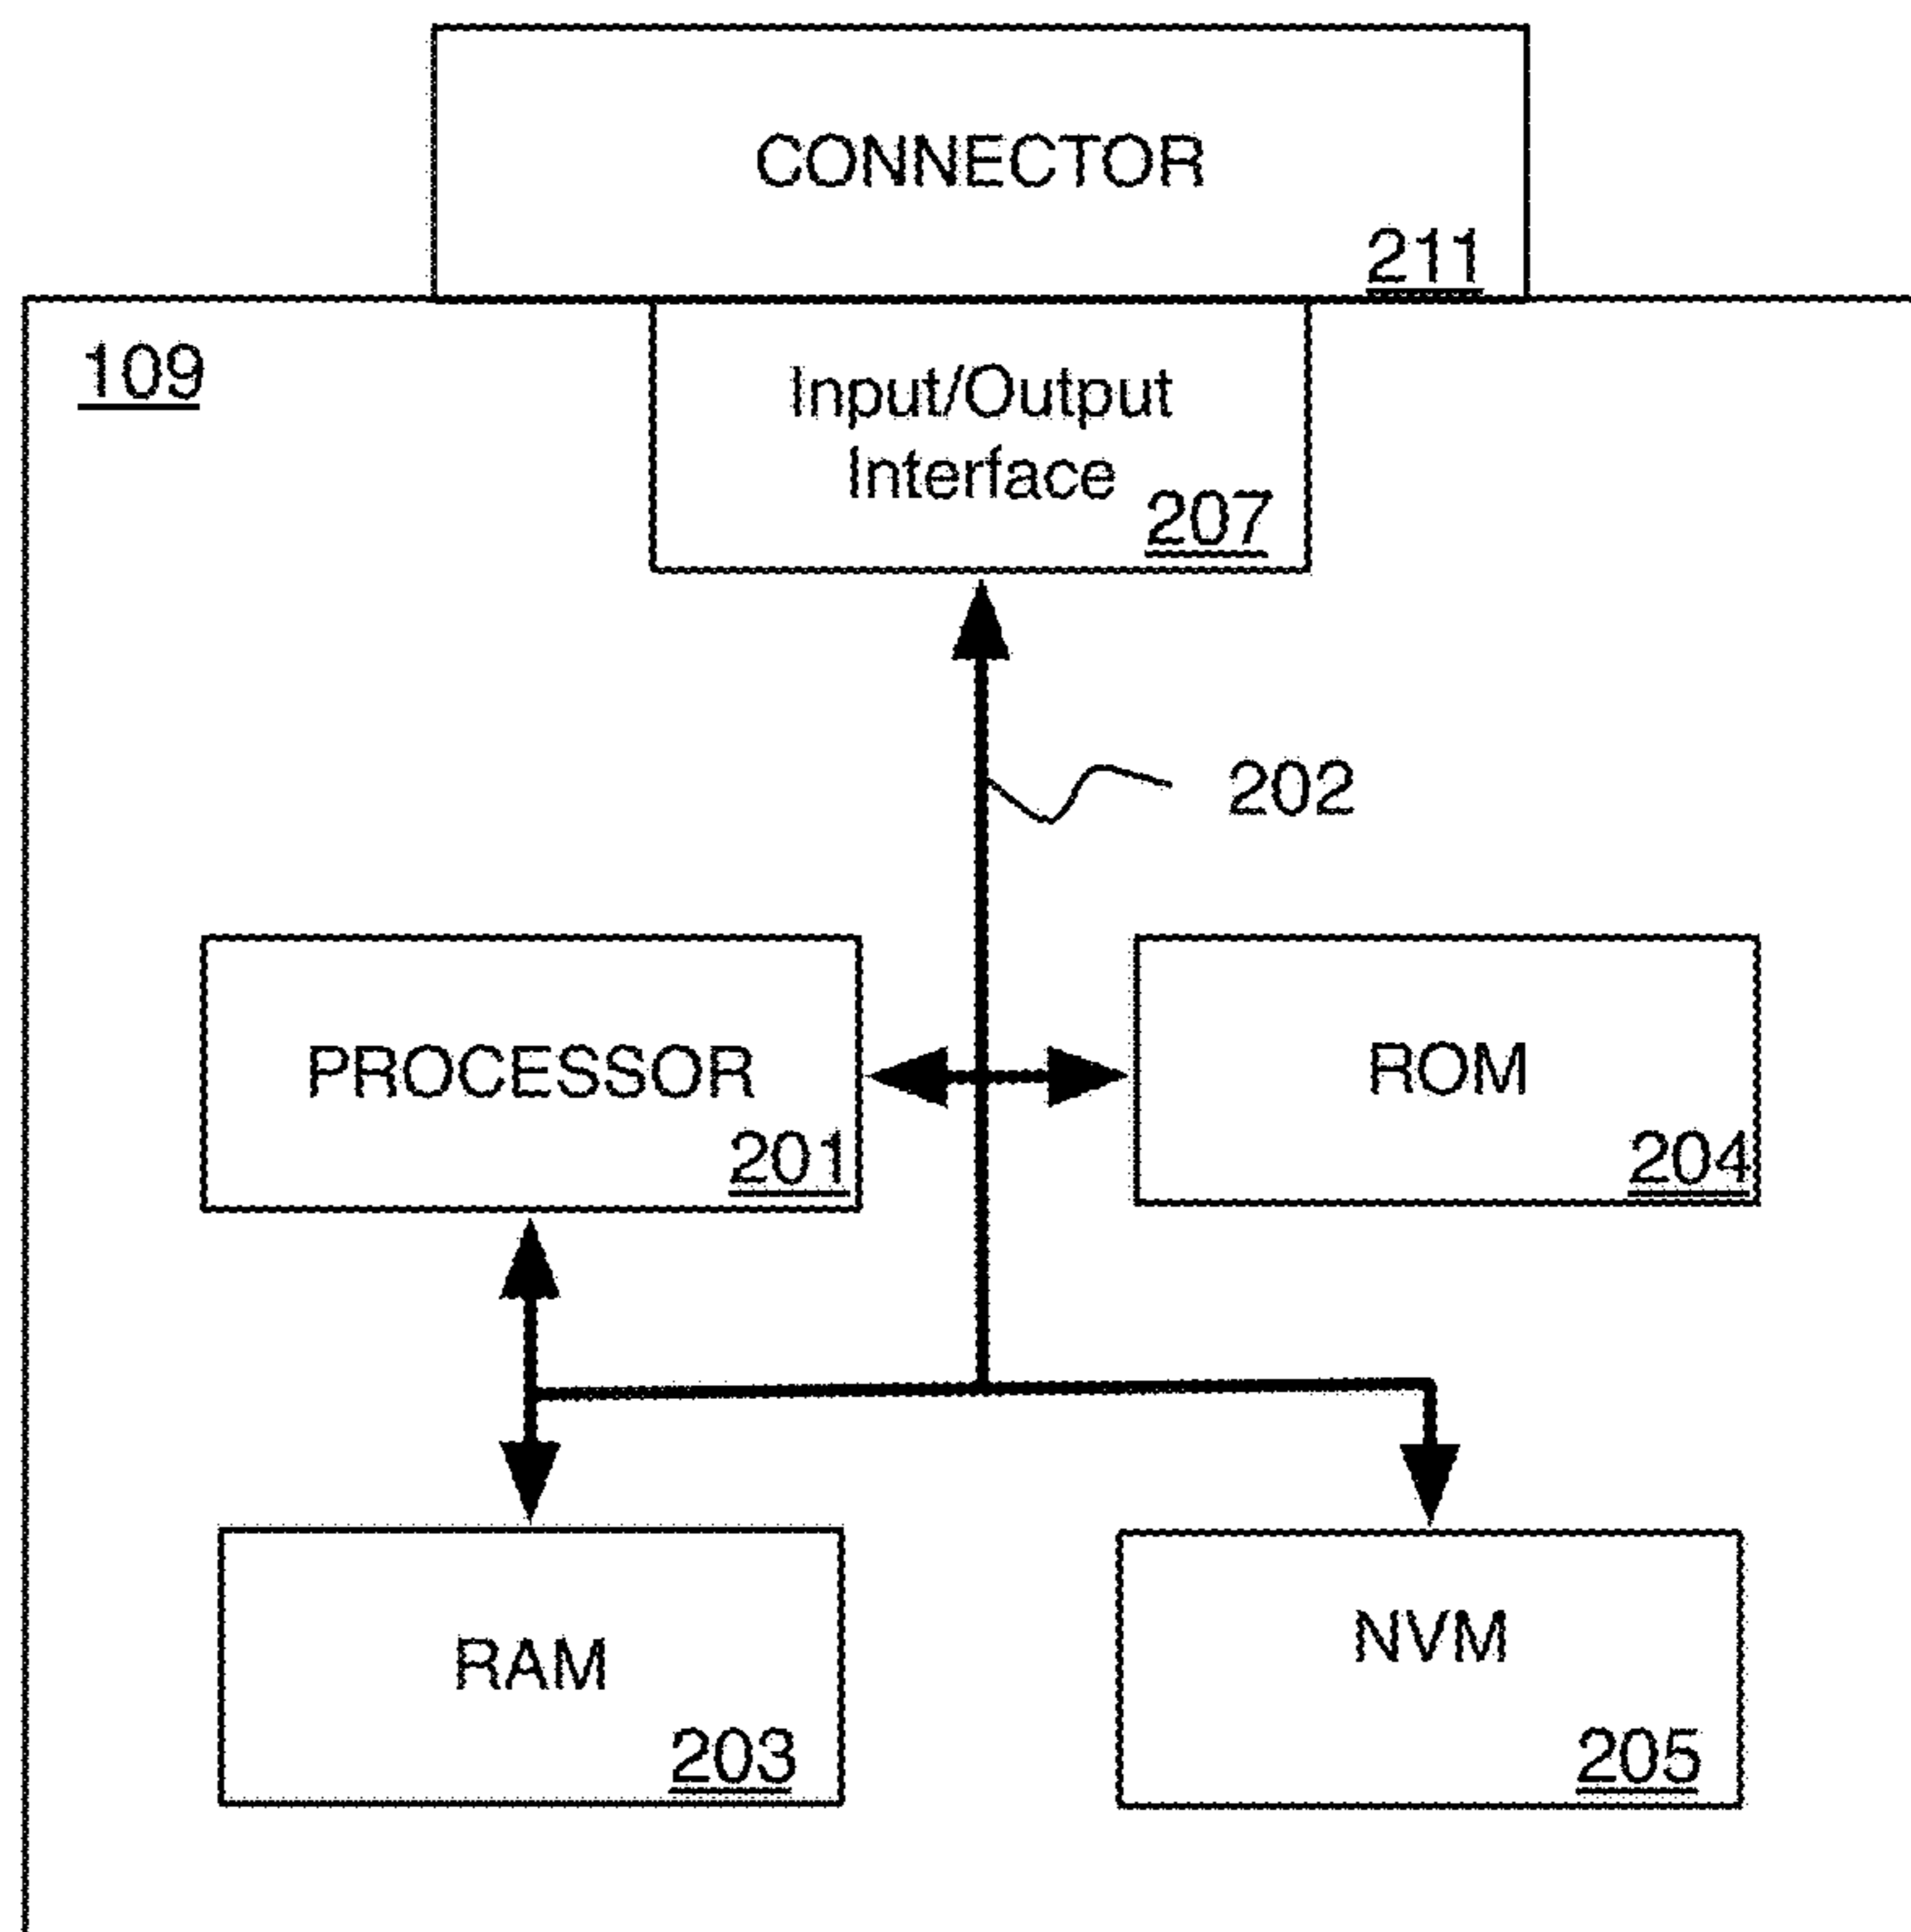 CONNECTOR
211
109
Input/Output
Interface
207
202
PROCESSOR
201
ROM
204
RAM
203
NVM
205